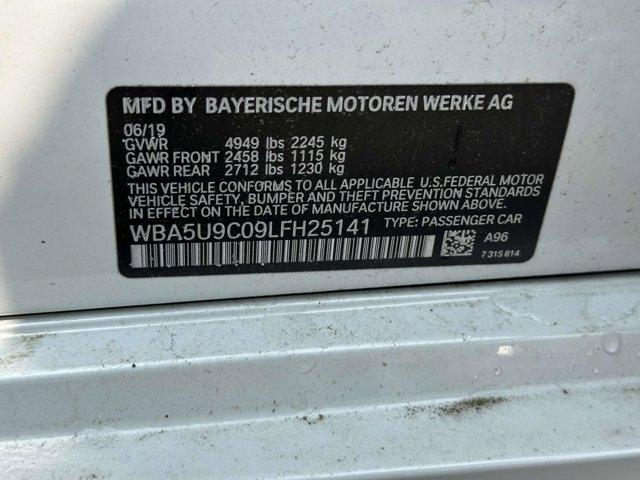 MFD BY BAYERISCHE MOTOREN WERKE AG
06/19
GVWR 4949 lbs 2245 kg
GAWR FRONT 2458 lbs 1115 kg
GAWR REAR 2712 lbs 1230 kg
THIS VEHICLE CONFORMS TO ALL APPLICABLE U.S.FEDERAL MOTOR
VEHICLE SAFETY, BUMPER AND THEFT PREVENTION STANDARDS
IN EFFECT ON THE DATE OF MANUFACTURE SHOWN ABOVE.
WBA5U9C09LFH25141 TYPE: PASSENGER CAR
A96
7 315 814